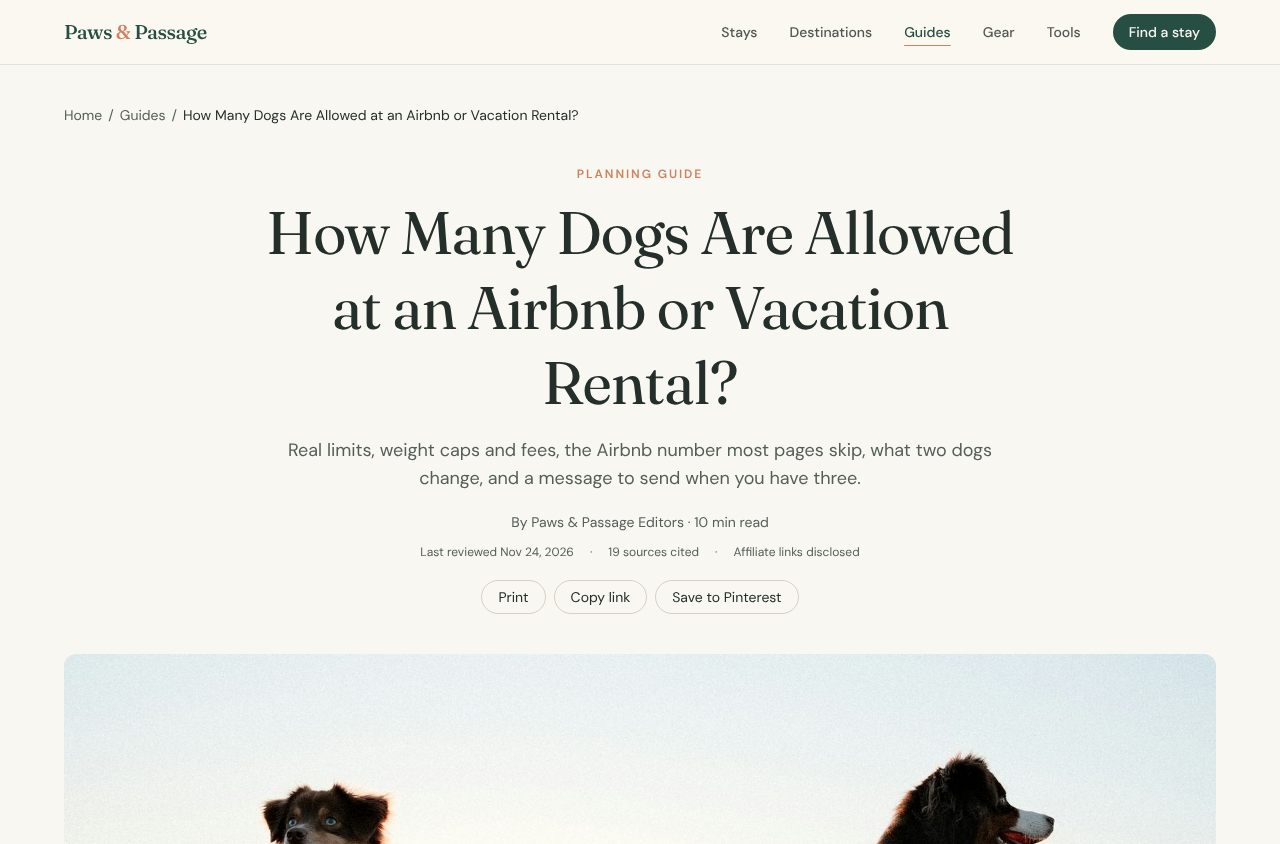 Paws & Passage
Stays
Destinations
Guides
Gear
Tools
Find a stay
Home / Guides / How Many Dogs Are Allowed at an Airbnb or Vacation Rental?
PLANNING GUIDE
How Many Dogs Are Allowed
at an Airbnb or Vacation
Rental?
Real limits, weight caps and fees, the Airbnb number most pages skip, what two dogs
change, and a message to send when you have three.
By Paws & Passage Editors · 10 min read
Last reviewed Nov 24, 2026 · 19 sources cited · Affiliate links disclosed
Print
Copy link
Save to Pinterest